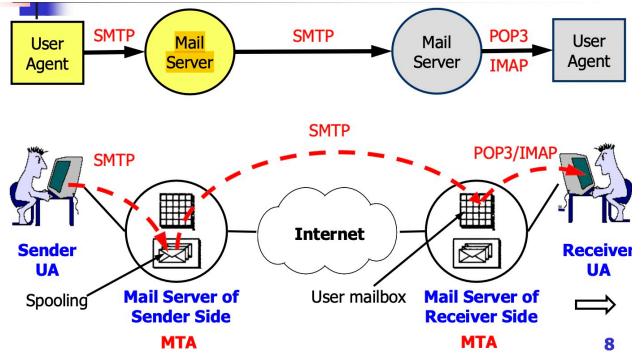 User
Agent
SMTP
Mail
Server
SMTP
Mail
Server
POP3
IMAP
User
Agent
SMTP
SMTP
POP3/IMAP
Internet
Sender
UA
Receiver
UA
Spooling
Mail Server of
Sender Side
User mailbox
Mail Server of
Receiver Side
MTA
MTA
8